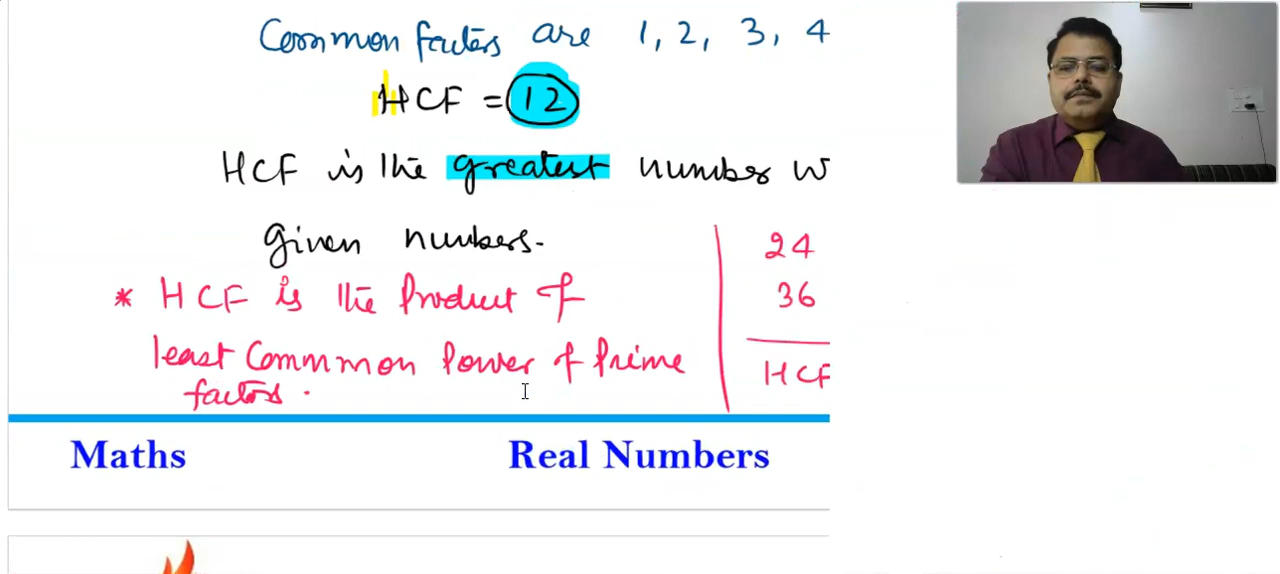 Common factors are 1, 2, 3, 4
HCF = 12
HCF is the greatest number w
given numbers.
* HCF is the Product of
least Common Power of Prime
factors.
24
36
HCF
Maths
Real Numbers